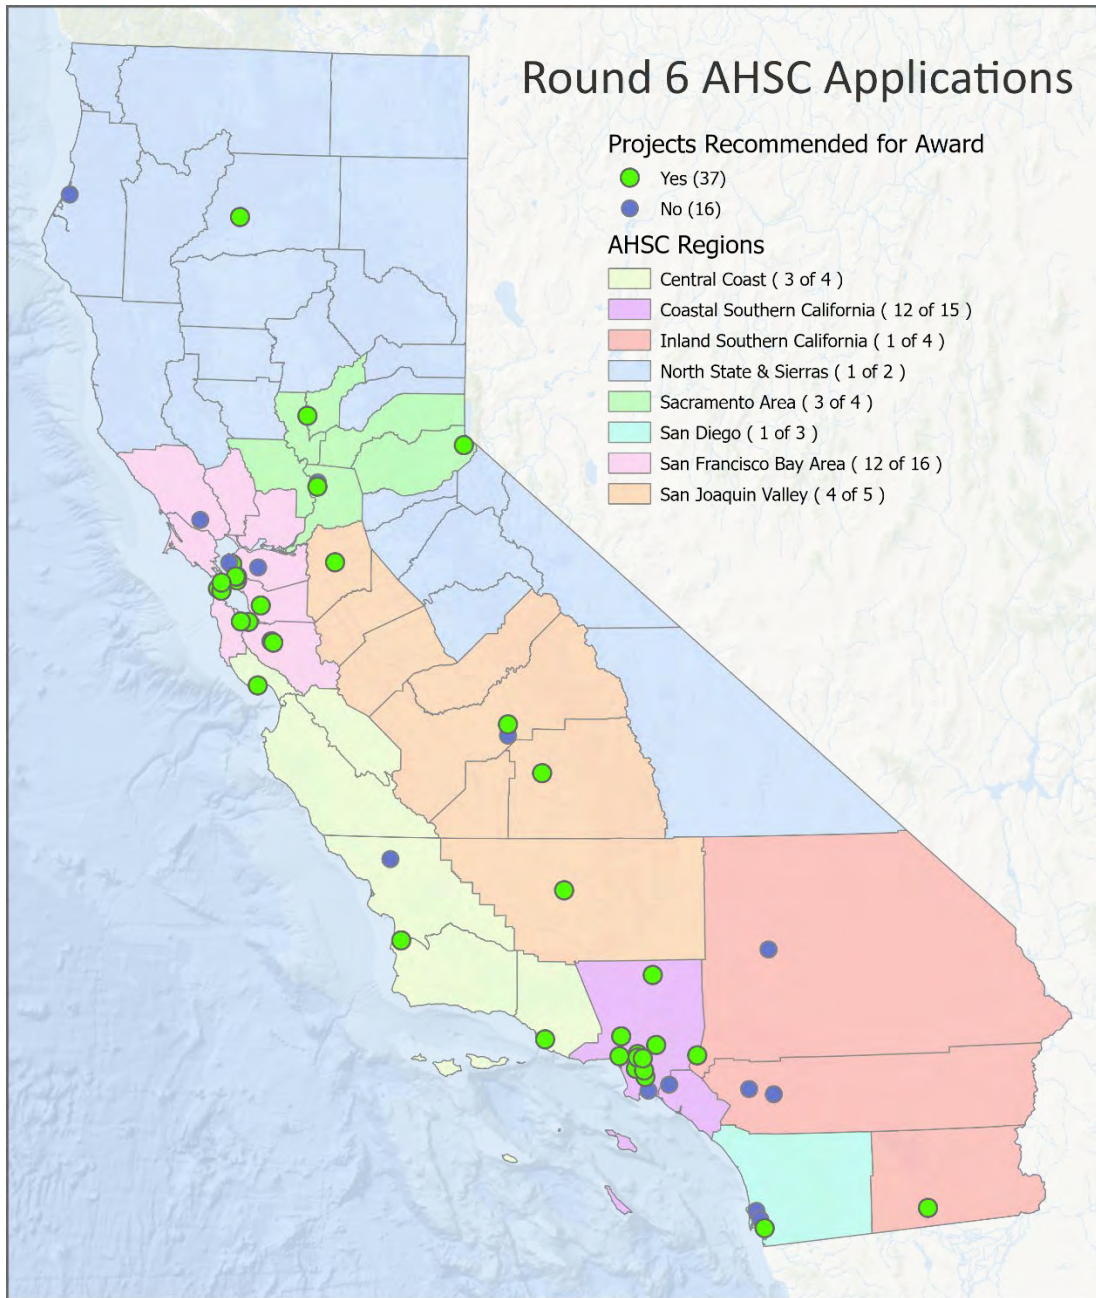 Round 6 AHSC Applications
Projects Recommended for Award
Yes (37)
No (16)
AHSC Regions
Central Coast ( 3 of 4 )
Coastal Southern California ( 12 of 15 )
Inland Southern California ( 1 of 4 )
North State & Sierras ( 1 of 2 )
Sacramento Area ( 3 of 4 )
San Diego ( 1 of 3 )
San Francisco Bay Area ( 12 of 16 )
San Joaquin Valley ( 4 of 5 )